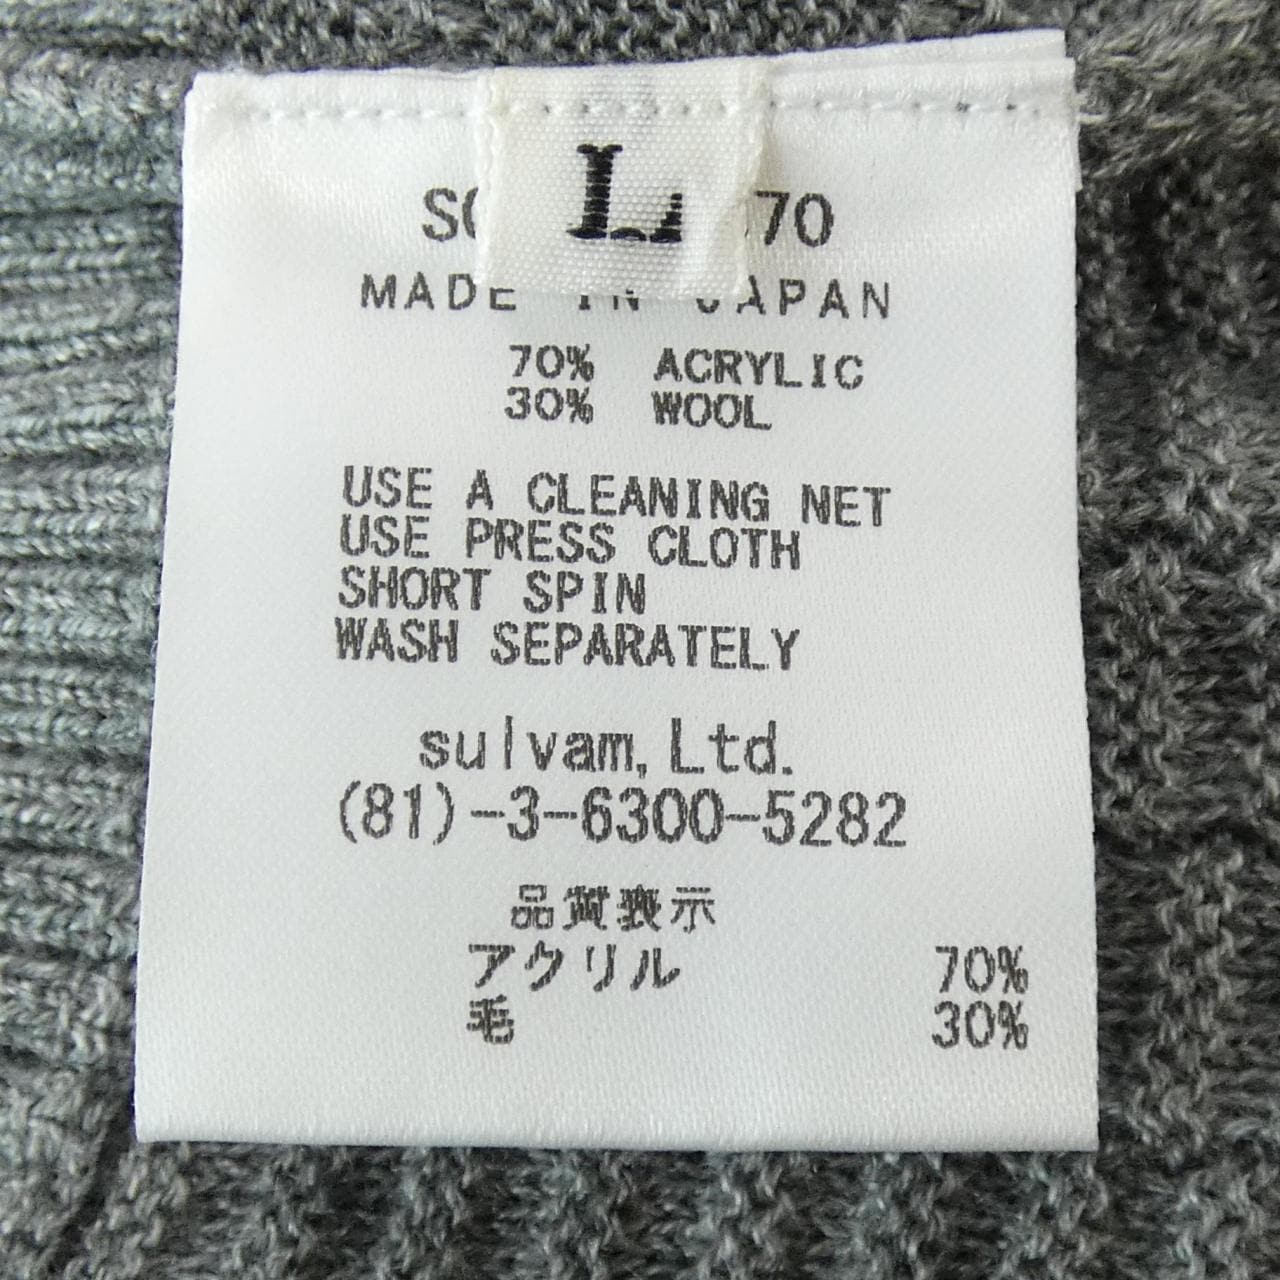 L
70
MADE IN JAPAN
70% ACRYLIC
30% WOOL
USE A CLEANING NET
USE PRESS CLOTH
SHORT SPIN
WASH SEPARATELY
sulvam, Ltd.
(81)-3-6300-5282
品質表示
アクリル 70%
毛 30%